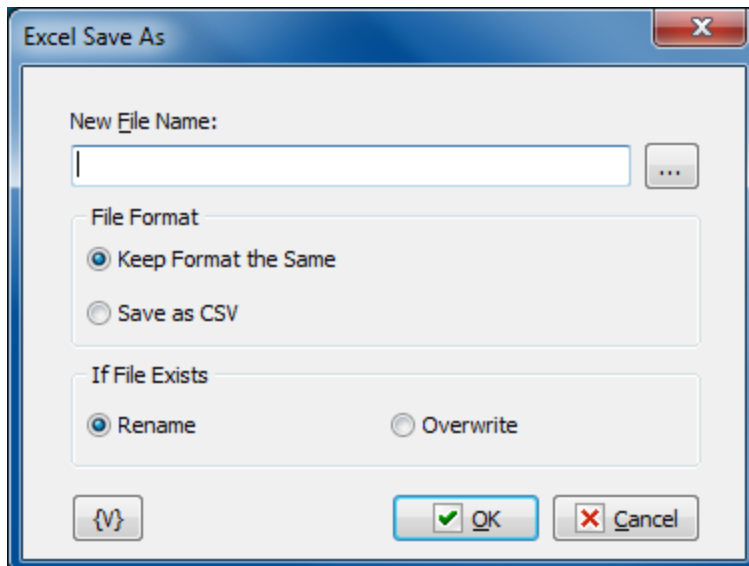 Excel Save As
New File Name:
...
File Format
Keep Format the Same
Save as CSV
If File Exists
Rename Overwrite
{V} OK Cancel